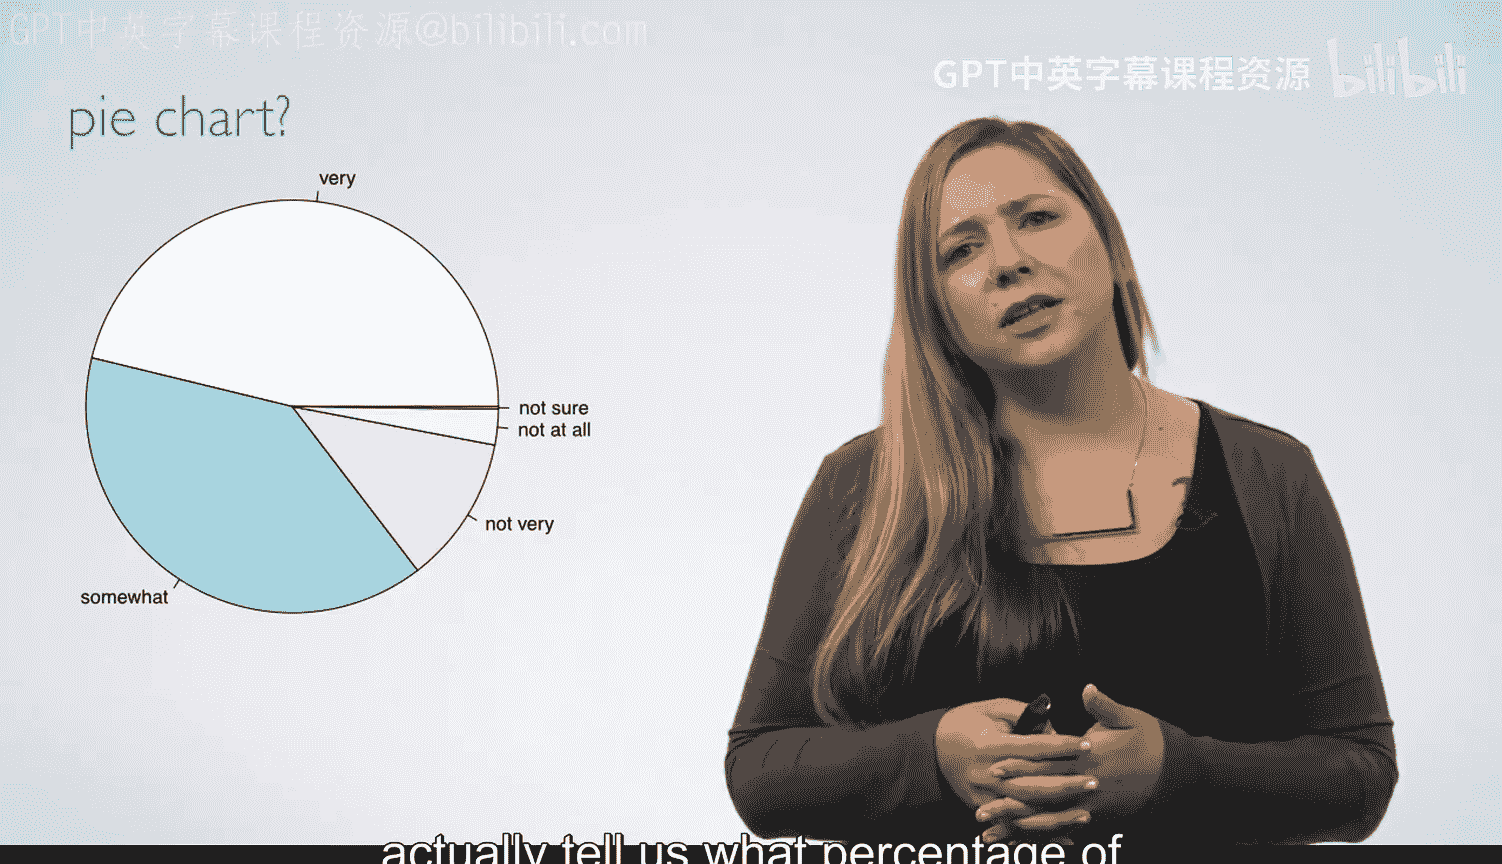 GPT中英字幕课程资源@bilibili.com
GPT中英字幕课程资源 bilibili
pie chart?
very
not sure
not at all
not very
somewhat
actually tell us what percentage of